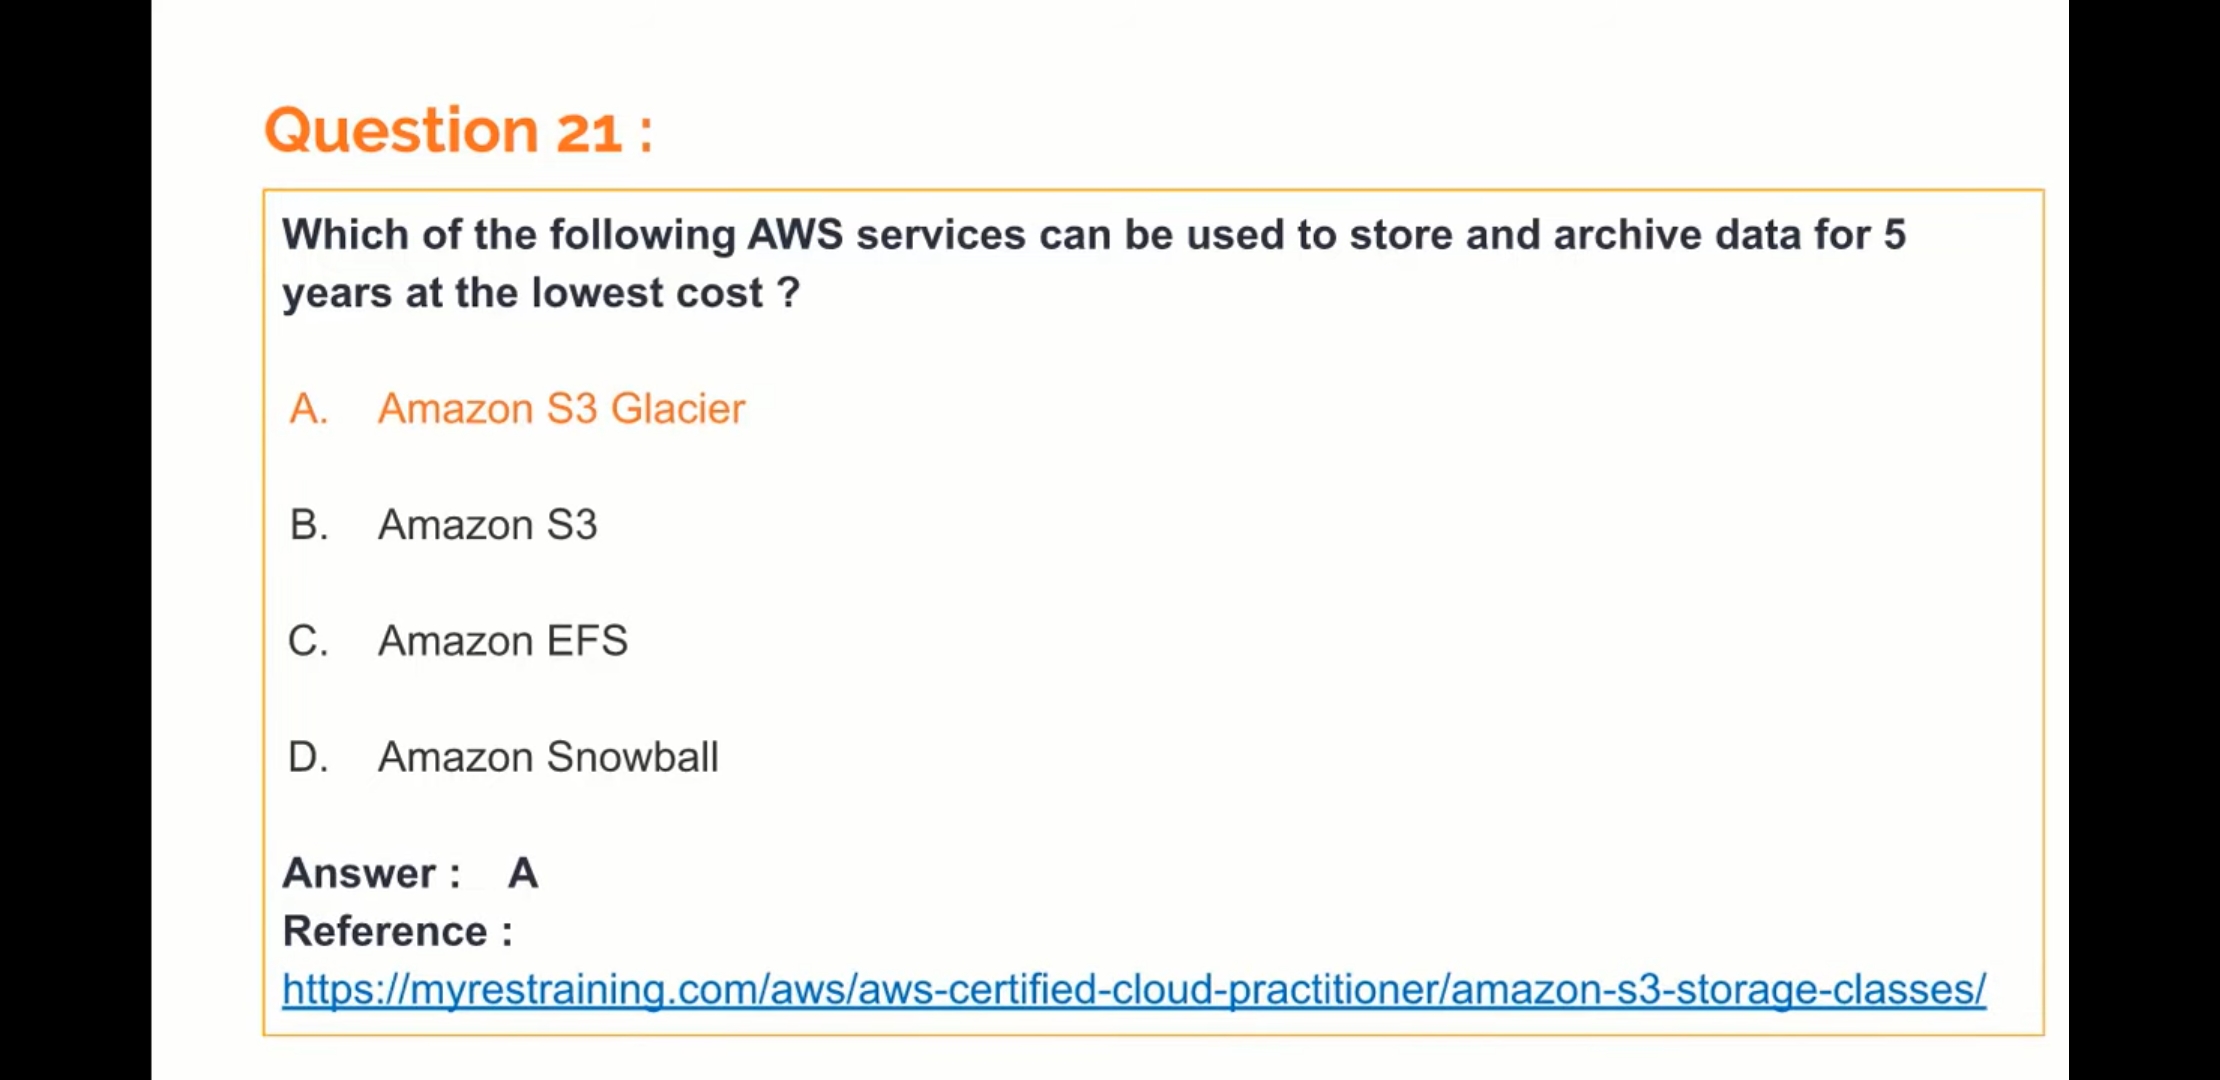 Question 21 :
Which of the following AWS services can be used to store and archive data for 5
years at the lowest cost ?
A. Amazon S3 Glacier
B. Amazon S3
C. Amazon EFS
D. Amazon Snowball
Answer : A
Reference :
https://myrestraining.com/aws/aws-certified-cloud-practitioner/amazon-s3-storage-classes/